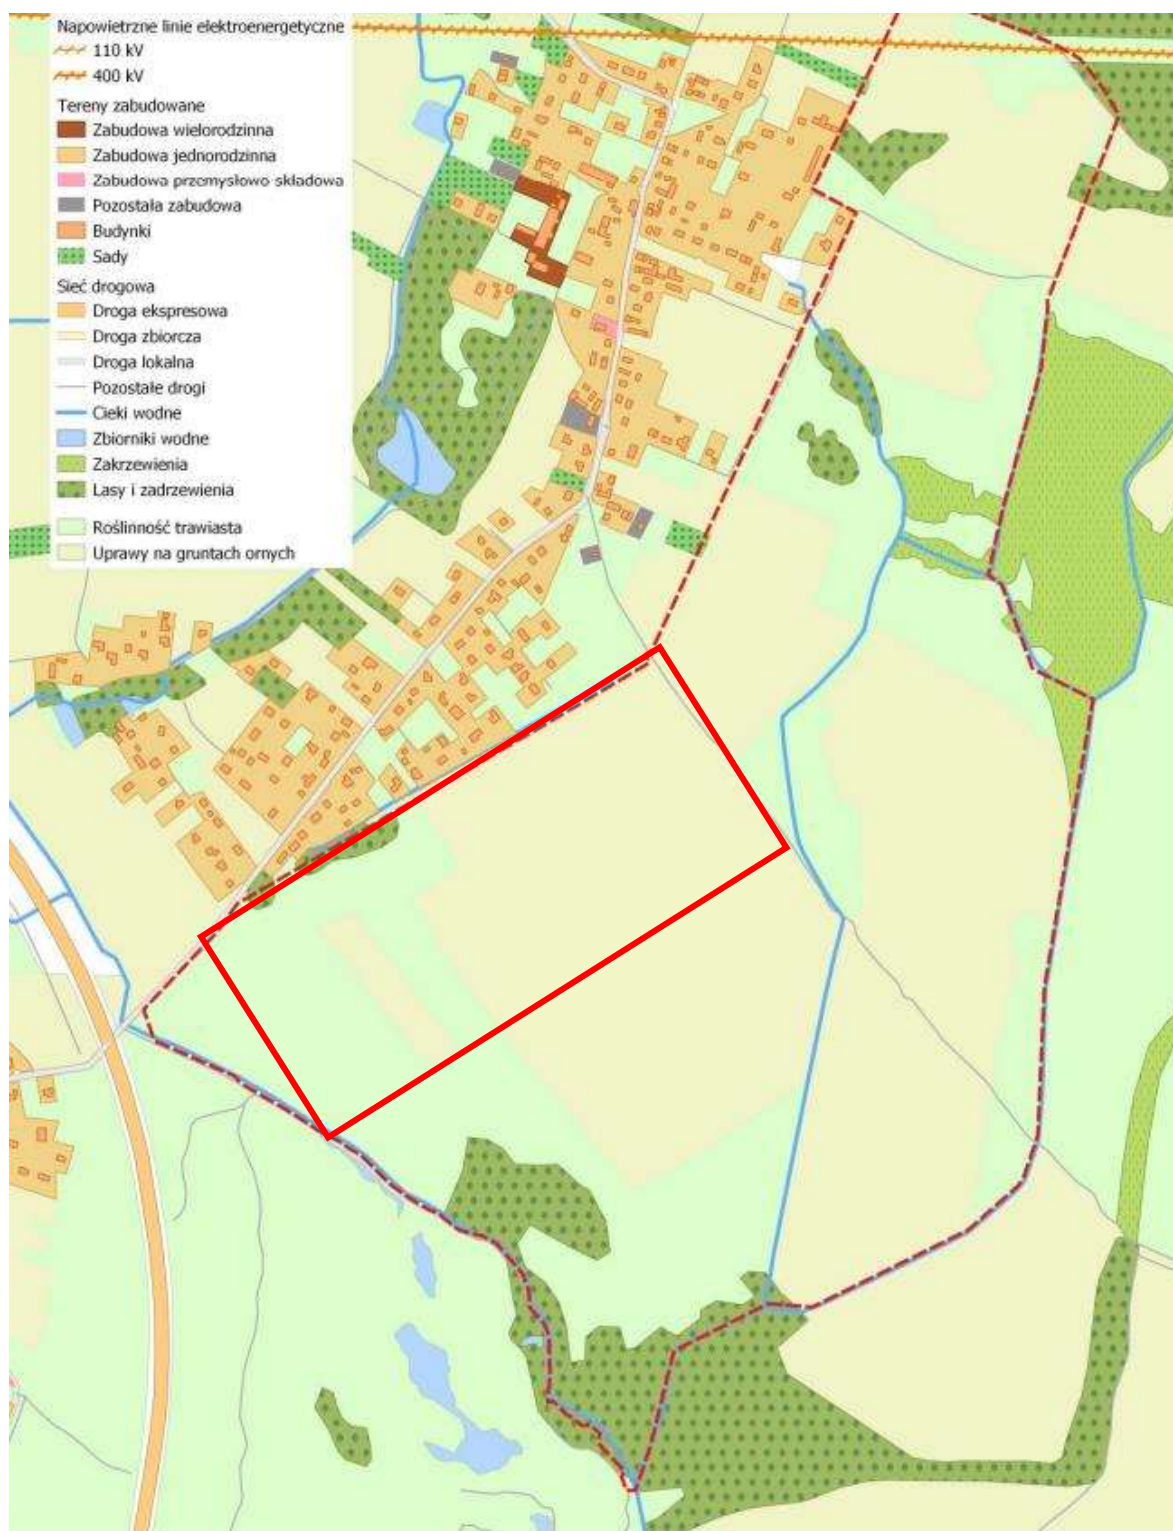 Napowietrzne linie elektroenergetyczne
110 kV
400 kV
Tereny zabudowane
Zabudowa wielorodzinna
Zabudowa jednorodzinna
Zabudowa przemysłowo składowa
Pozostała zabudowa
Budynki
Sady
Sieć drogowa
Droga ekspresowa
Droga zbiorcza
Droga lokalna
Pozostałe drogi
Cieki wodne
Zbiorniki wodne
Zakrzewienia
Lasy i zadrzewienia
Roślinność trawiasta
Uprawy na gruntach ornych